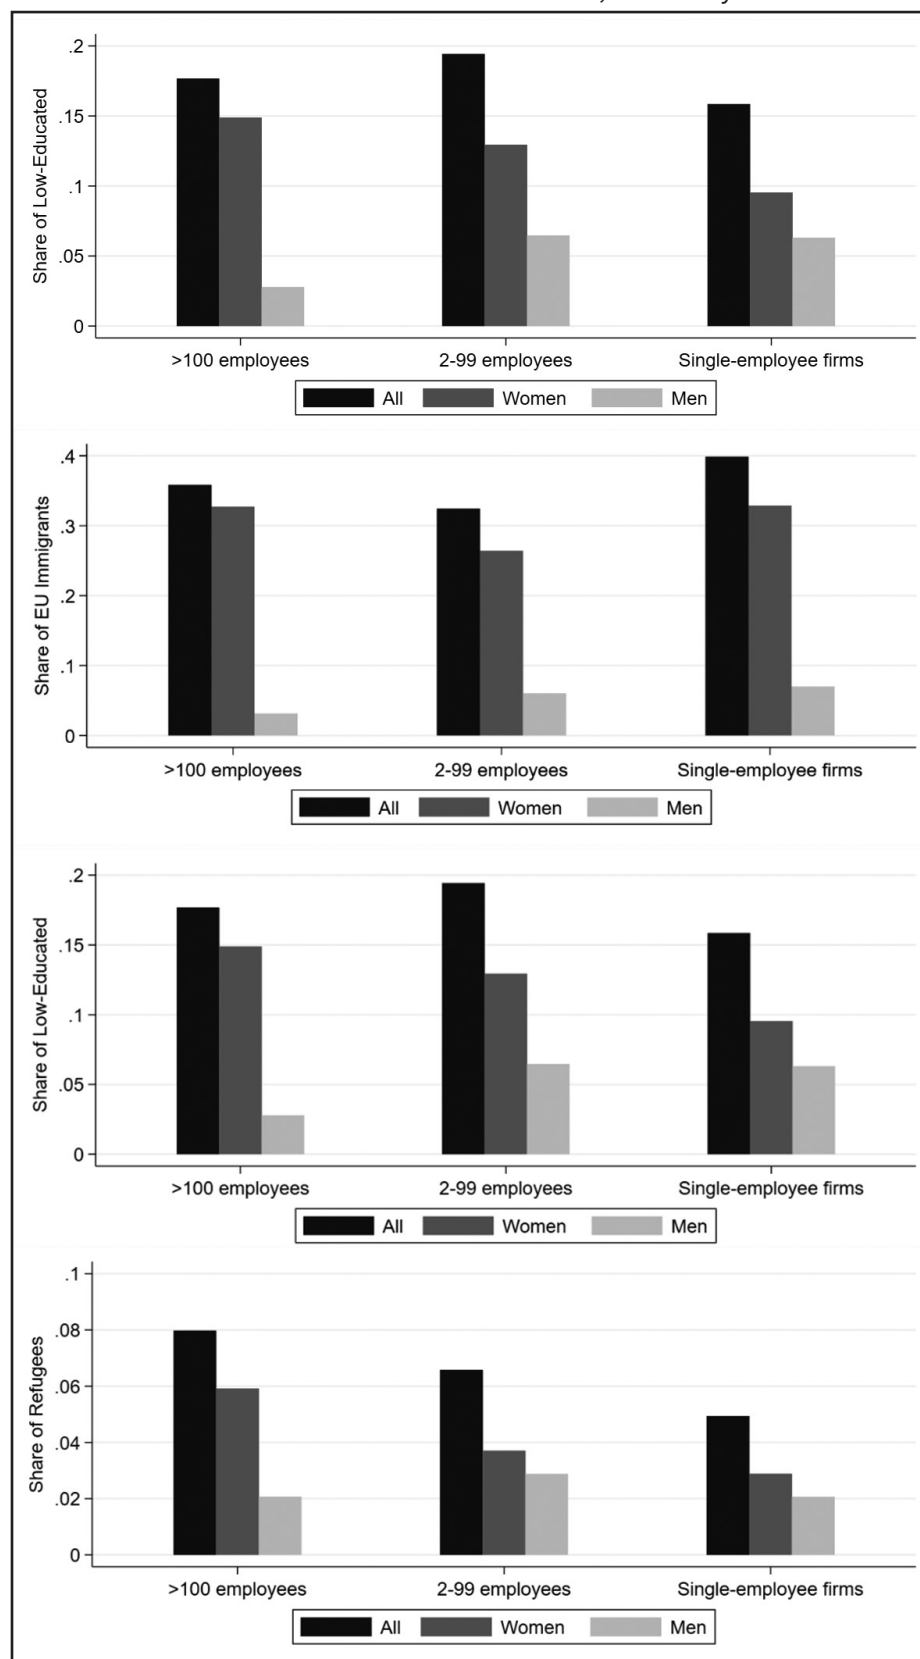 .2
.15
.1
.05
0
Share of Low-Educated
>100 employees 2-99 employees Single-employee firms
All Women Men
.4
.3
.2
.1
0
Share of EU Immigrants
>100 employees 2-99 employees Single-employee firms
All Women Men
.2
.15
.1
.05
0
Share of Low-Educated
>100 employees 2-99 employees Single-employee firms
All Women Men
.1
.08
.06
.04
.02
0
Share of Refugees
>100 employees 2-99 employees Single-employee firms
All Women Men